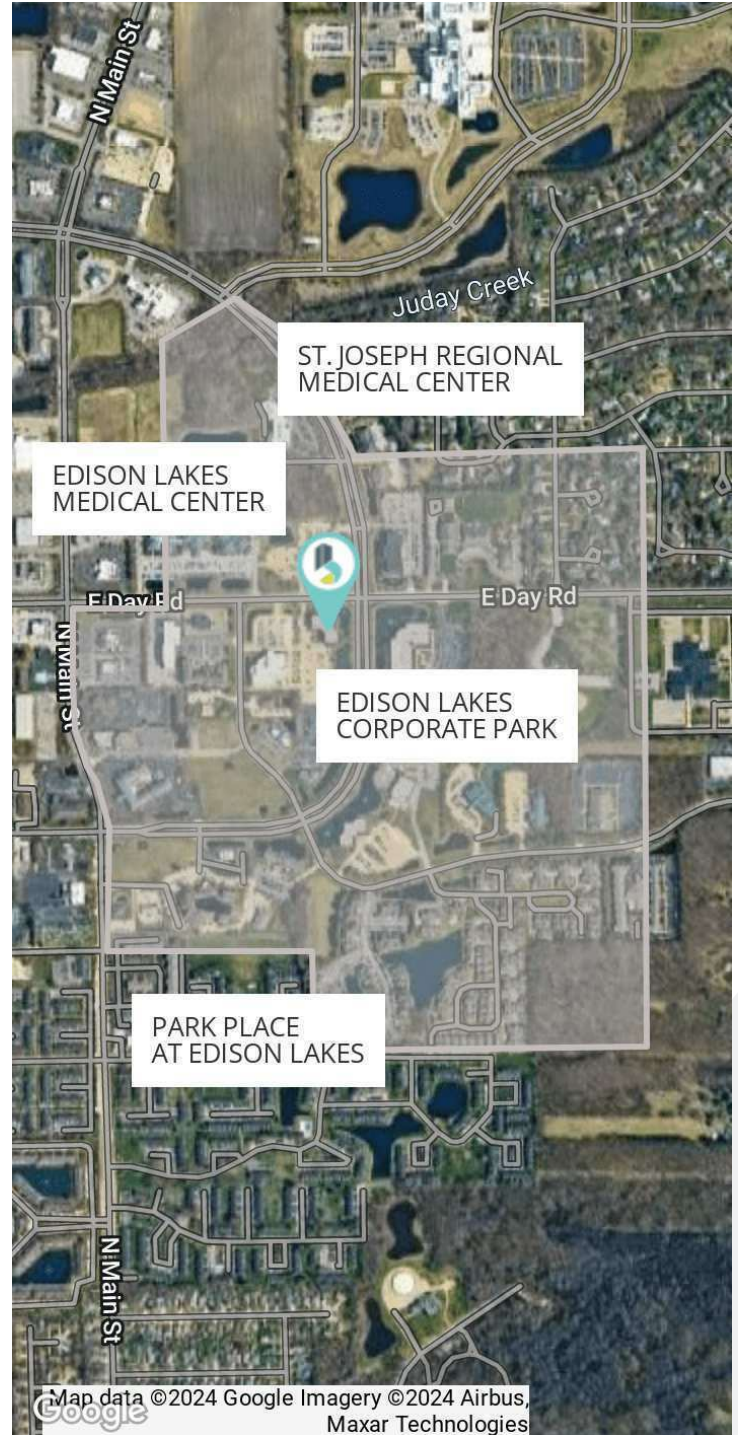 N Main St
Juday Creek
ST. JOSEPH REGIONAL
MEDICAL CENTER
EDISON LAKES
MEDICAL CENTER
E Day Rd
E Day Rd
N Main St
EDISON LAKES
CORPORATE PARK
PARK PLACE
AT EDISON LAKES
N Main St
Google
Map data ©2024 Google Imagery ©2024 Airbus,
Maxar Technologies